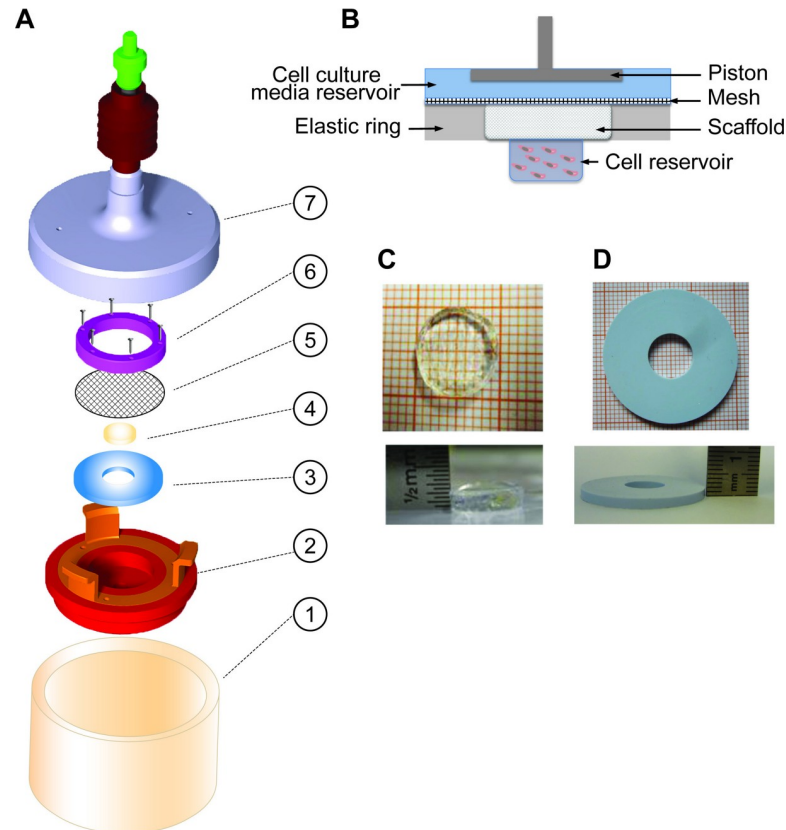 A
B
Cell culture
media reservoir
Elastic ring
Piston
Mesh
Scaffold
Cell reservoir
7
6
5
4
3
2
1
C
D
½mm
mm 1